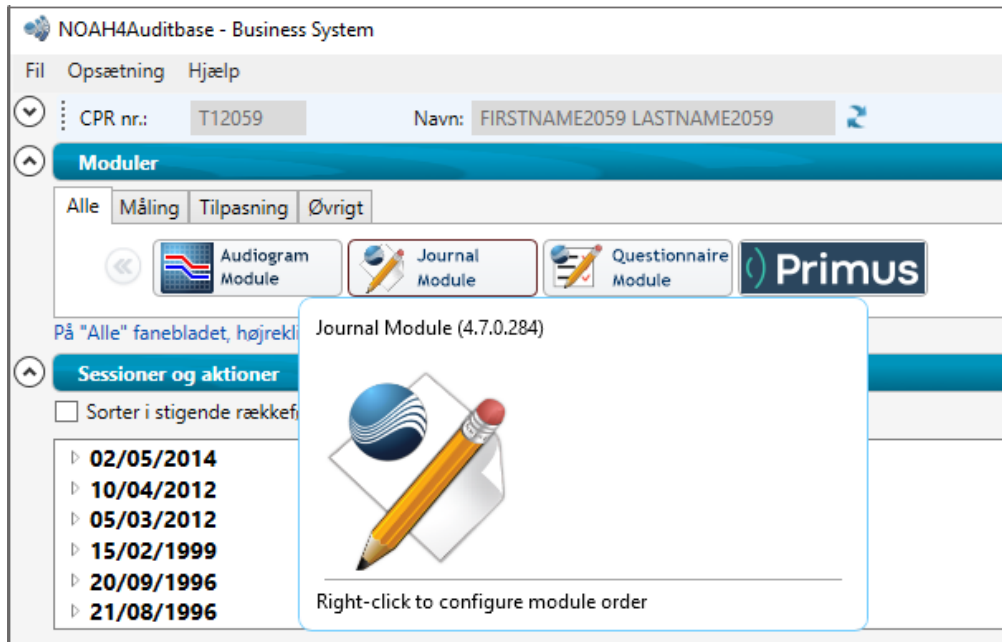 NOAH4Auditbase - Business System
Fil Opsætning Hjælp
CPR nr.: T12059 Navn: FIRSTNAME2059 LASTNAME2059
Moduler
Alle Måling Tilpasning Øvrigt
Audiogram Module
Journal Module
Questionnaire Module
Primus
På "Alle" fanebladet,
Journal Module (4.7.0.284)
Sessioner og aktioner
Sorter i stigende
02/05/2014
10/04/2012
05/03/2012
15/02/1999
20/09/1996
21/08/1996
Right-click to configure module order